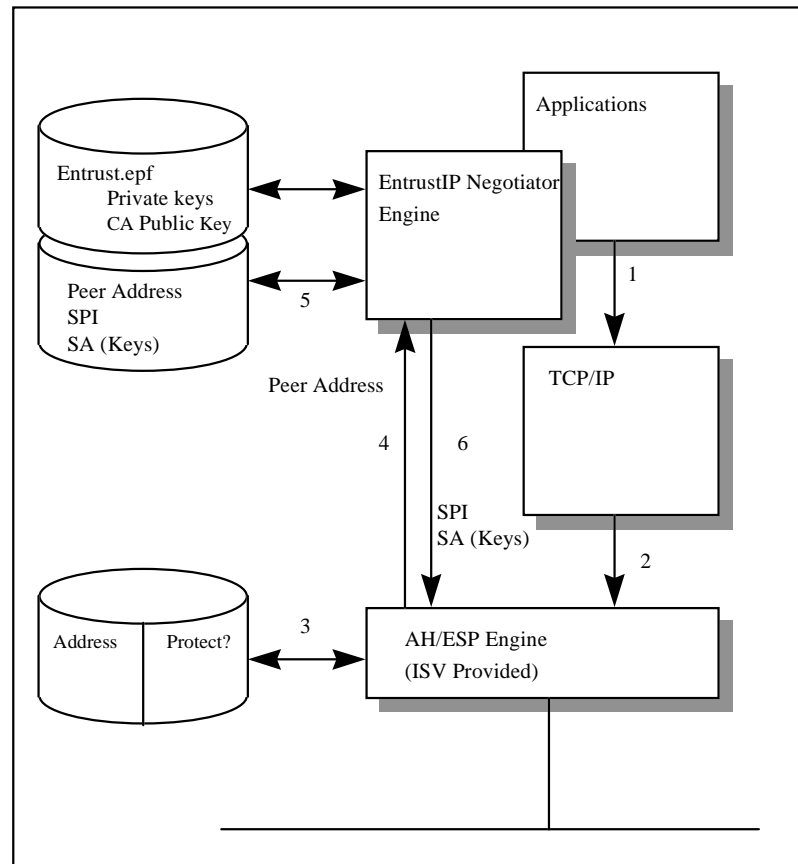 Applications
Entrust.epf
Private keys
CA Public Key
EntrustIP Negotiator
Engine
1
5
Peer Address
SPI
SA (Keys)
TCP/IP
Peer Address
4
6
SPI
SA (Keys)
2
3
Address
Protect?
AH/ESP Engine
(ISV Provided)